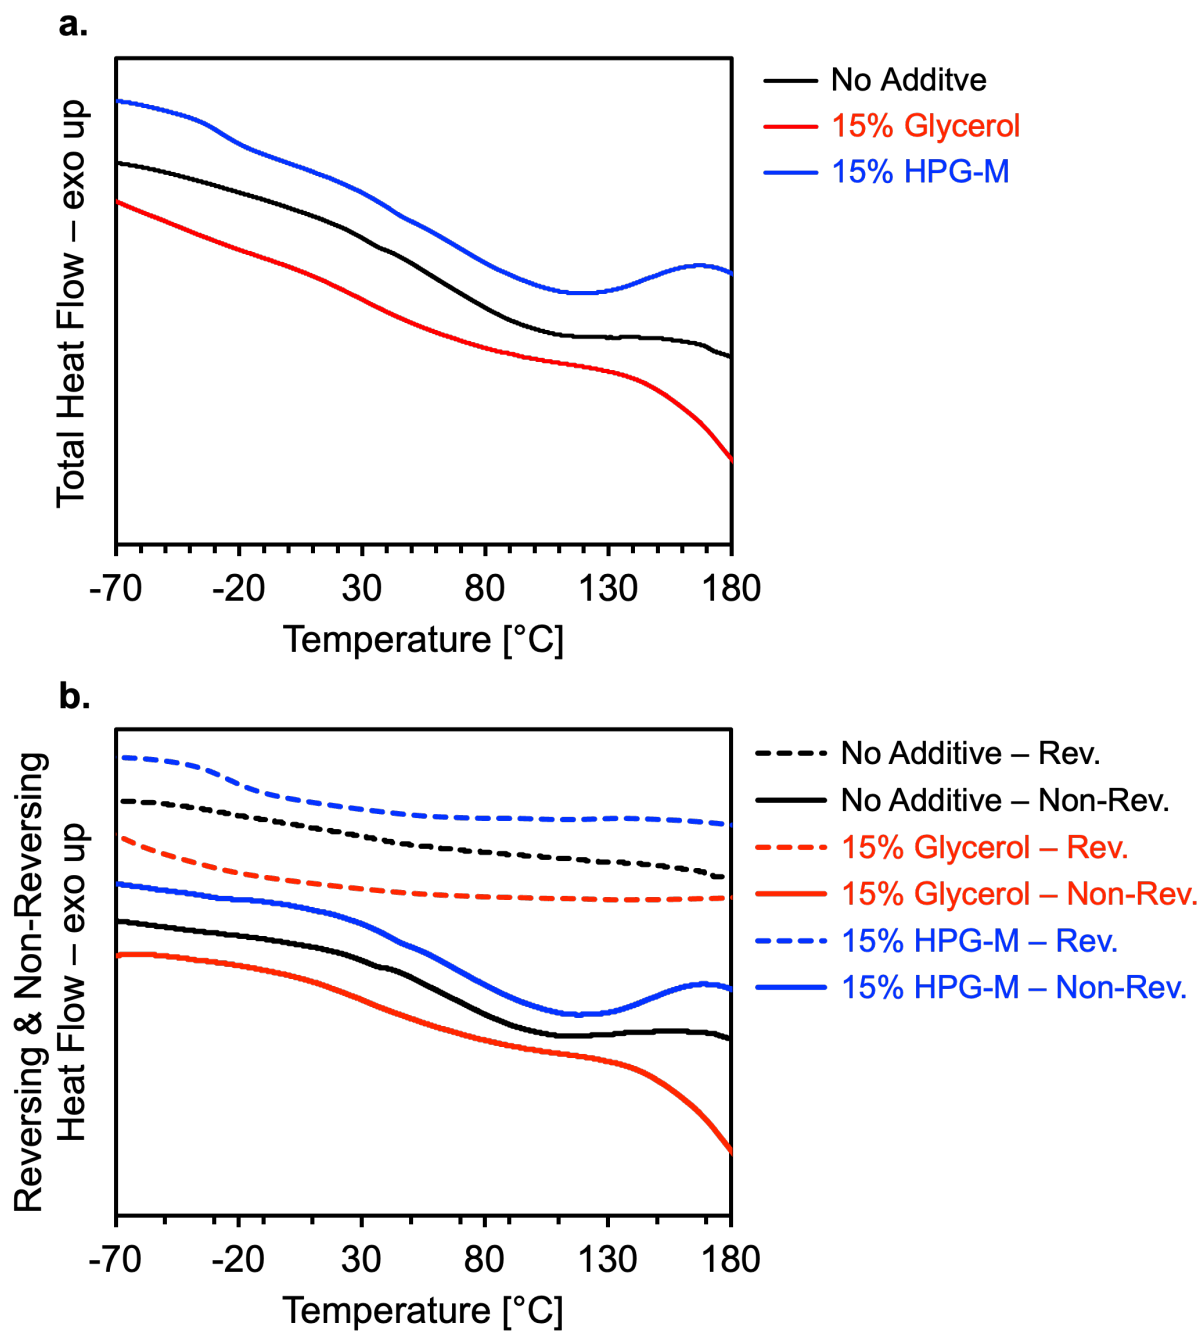 a.
Total Heat Flow – exo up
No Additve
15% Glycerol
15% HPG-M
-70 -20 30 80 130 180
Temperature [°C]
b.
Reversing & Non-Reversing
Heat Flow – exo up
No Additive – Rev.
No Additive – Non-Rev.
15% Glycerol – Rev.
15% Glycerol – Non-Rev.
15% HPG-M – Rev.
15% HPG-M – Non-Rev.
-70 -20 30 80 130 180
Temperature [°C]